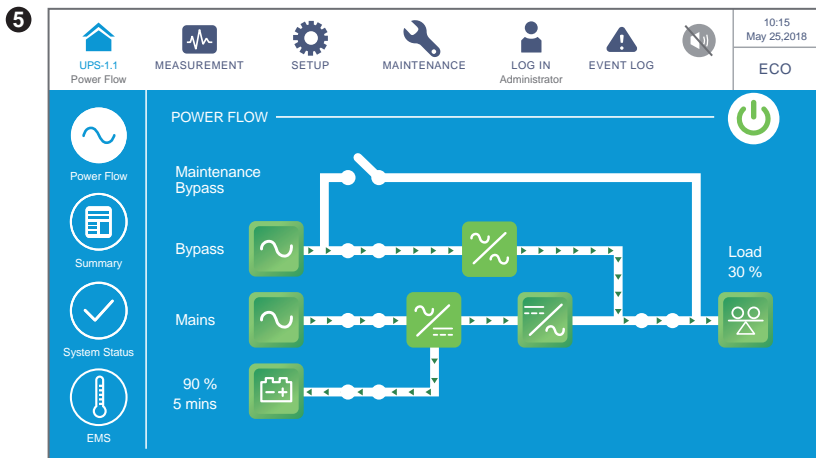 5
UPS-1.1
Power Flow
MEASUREMENT
SETUP
MAINTENANCE
LOG IN
Administrator
EVENT LOG
10:15
May 25,2018
ECO
Power Flow
Summary
System Status
EMS
POWER FLOW
Maintenance
Bypass
Bypass
Mains
90 %
5 mins
Load
30 %